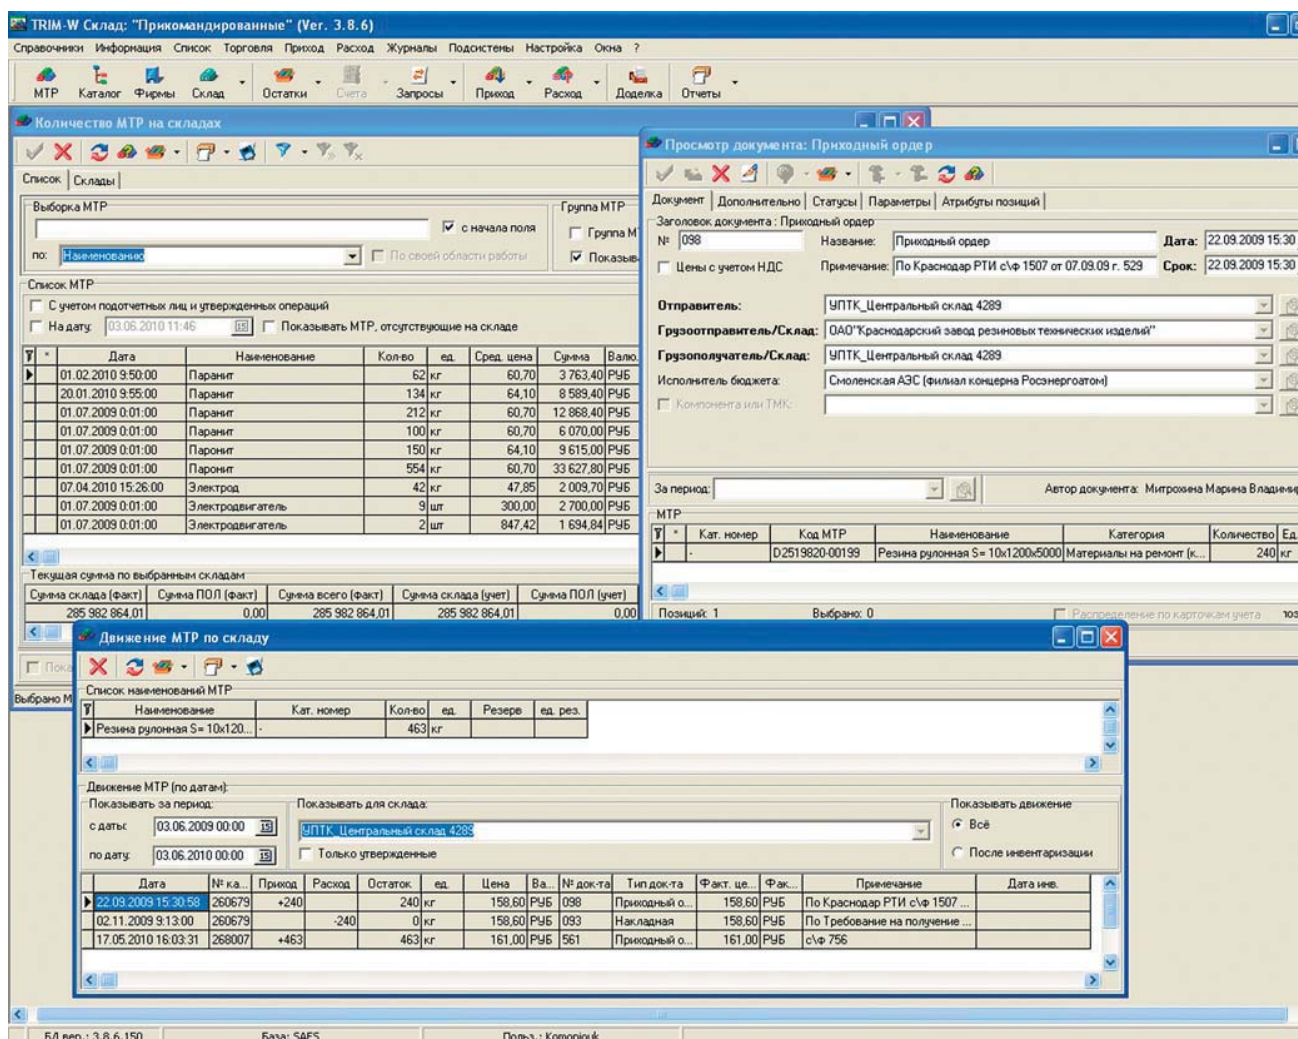 TRIM-W Склад: "Прикомандированные" (Ver. 3.8.6)
Справочники Информация Список Торговля Приход Расход Журналы Подсистемы Настройка Окна ?
МТР Каталог Фирмы Склад Остатки Счета Запросы Приход Расход Доделка Отчеты
Количество МТР на складах
Список Склады
Выборка МТР
с начала поля
по: Наименованию
По своей области работы
Группа МТР
Группа М
Показыв
Список МТР
С учетом подотчетных лиц и утвержденных операций
На дату: 03.06.2010 11:46 Показывать МТР, отсутствующие на складе
* Дата Наименование Кол-во ед. Сред. цена Сумма Валю.
01.02.2010 9:50:00 Паранит 62 кг 60,70 3 763,40 РУБ
20.01.2010 9:55:00 Паранит 134 кг 64,10 8 589,40 РУБ
01.07.2009 0:01:00 Паранит 212 кг 60,70 12 868,40 РУБ
01.07.2009 0:01:00 Паранит 100 кг 60,70 6 070,00 РУБ
01.07.2009 0:01:00 Паронит 150 кг 64,10 9 615,00 РУБ
01.07.2009 0:01:00 Паронит 554 кг 60,70 33 627,80 РУБ
07.04.2010 15:26:00 Электрод 42 кг 47,85 2 009,70 РУБ
01.07.2009 0:01:00 Электродвигатель 9 шт 300,00 2 700,00 РУБ
01.07.2009 0:01:00 Электродвигатель 2 шт 847,42 1 694,84 РУБ
Текущая сумма по выбранным складам
Сумма склада (факт) Сумма ПОЛ (факт) Сумма всего (факт) Сумма склада (учет) Сумма ПОЛ (учет)
285 982 864,01 0,00 285 982 864,01 285 982 864,01 0,00
Пока
Выбрано М
Просмотр документа: Приходный ордер
Документ Дополнительно Статусы Параметры Атрибуты позиций
Заголовок документа : Приходный ордер
№ 098 Название: Приходный ордер Дата: 22.09.2009 15:30
Цены с учетом НДС Примечание: По Краснодар РТИ с\ф 1507 от 07.09.09 г. 529 Срок: 22.09.2009 15:30
Отправитель: УПТК_Центральный склад 4289
Грузоотправитель/Склад: ОАО"Краснодарский завод резиновых технических изделий"
Грузополучатель/Склад: УПТК_Центральный склад 4289
Исполнитель бюджета: Смоленская АЭС (филиал концерна Росэнергоатом)
Компонента или ТМК:
За период: Автор документа: Митрохина Марина Владими
МТР
* Кат. номер Код МТР Наименование Категория Количество Ед.
- D2519820-00199 Резина рулонная S= 10x1200x5000 Материалы на ремонт (к... 240 кг
Позиций: 1 Выбрано: 0 Распределение по карточкам учета поз
Движение МТР по складу
Список наименований МТР
Наименование Кат. номер Кол-во ед. Резерв ед. рез.
Резина рулонная S= 10x120... - 463 кг
Движение МТР (по датам):
Показывать за период: Показывать для склада: Показывать движение
с даты: 03.06.2009 00:00 УПТК_Центральный склад 4289 Всё
по дату: 03.06.2010 00:00 Только утвержденные После инвентаризации
Дата № ка... Приход Расход Остаток ед. Цена Ва... № док-та Тип док-та Факт. це... Фак... Примечание Дата инв.
22.09.2009 15:30:58 260679 +240 240 кг 158,60 РУБ 098 Приходный о... 158,60 РУБ По Краснодар РТИ с\ф 1507 ...
02.11.2009 9:13:00 260679 -240 0 кг 158,60 РУБ 093 Накладная 158,60 РУБ По Требование на получение ...
17.05.2010 16:03:31 268007 +463 463 кг 161,00 РУБ 561 Приходный о... 161,00 РУБ с\ф 756
БД вер.: 3.8.6.150 База: SAES Польз.: Komopiouk